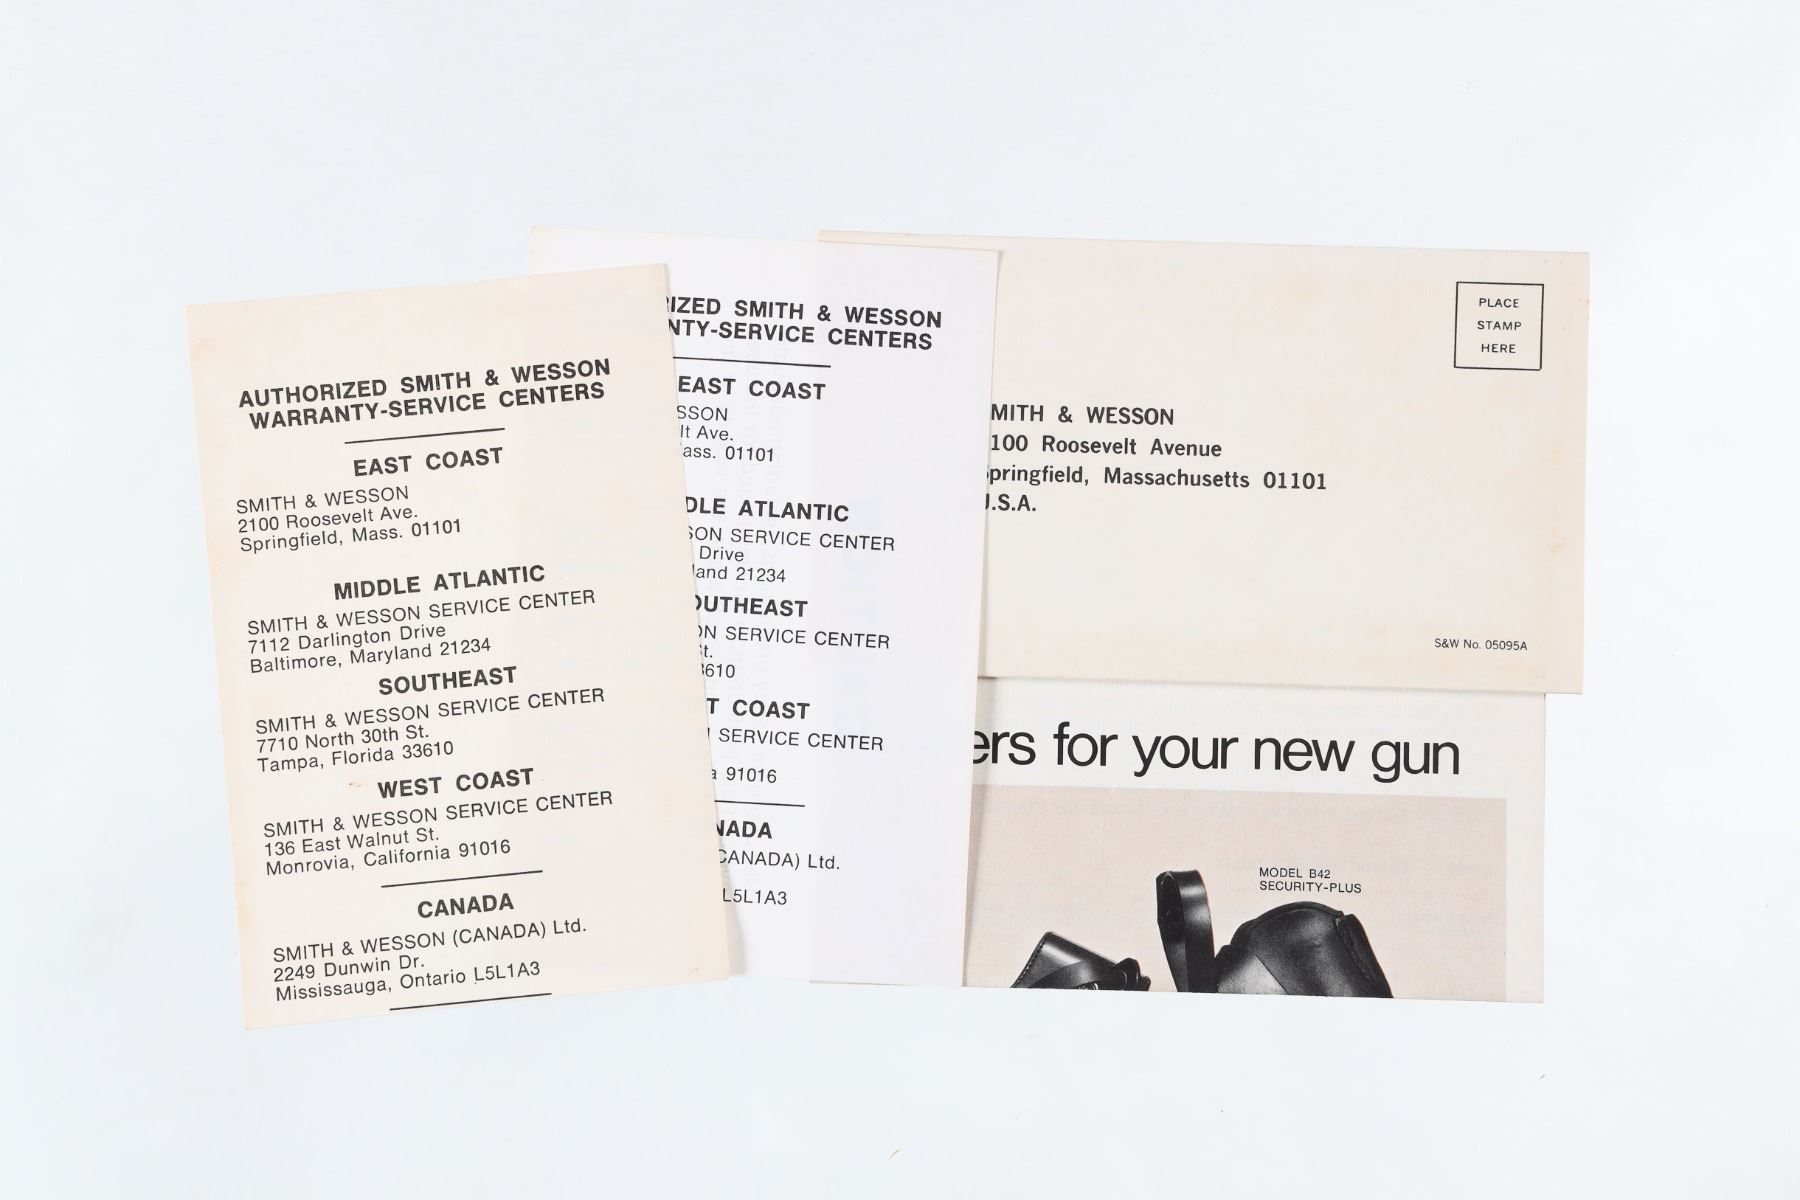 AUTHORIZED SMITH & WESSON
WARRANTY-SERVICE CENTERS
EAST COAST
SMITH & WESSON
2100 Roosevelt Ave.
Springfield, Mass. 01101
MIDDLE ATLANTIC
SMITH & WESSON SERVICE CENTER
7112 Darlington Drive
Baltimore, Maryland 21234
SOUTHEAST
SMITH & WESSON SERVICE CENTER
7710 North 30th St.
Tampa, Florida 33610
WEST COAST
SMITH & WESSON SERVICE CENTER
136 East Walnut St.
Monrovia, California 91016
CANADA
SMITH & WESSON (CANADA) Ltd.
2249 Dunwin Dr.
Mississauga, Ontario L5L1A3
RIZED SMITH & WESSON
NTY-SERVICE CENTERS
EAST COAST
SSON
lt Ave.
ass. 01101
DLE ATLANTIC
SON SERVICE CENTER
Drive
land 21234
OUTHEAST
ON SERVICE CENTER
St.
3610
T COAST
SERVICE CENTER
a 91016
NADA
CANADA) Ltd.
L5L1A3
PLACE
STAMP
HERE
MITH & WESSON
100 Roosevelt Avenue
pringfield, Massachusetts 01101
U.S.A.
S&W No. 05095A
ers for your new gun
MODEL B42
SECURITY-PLUS